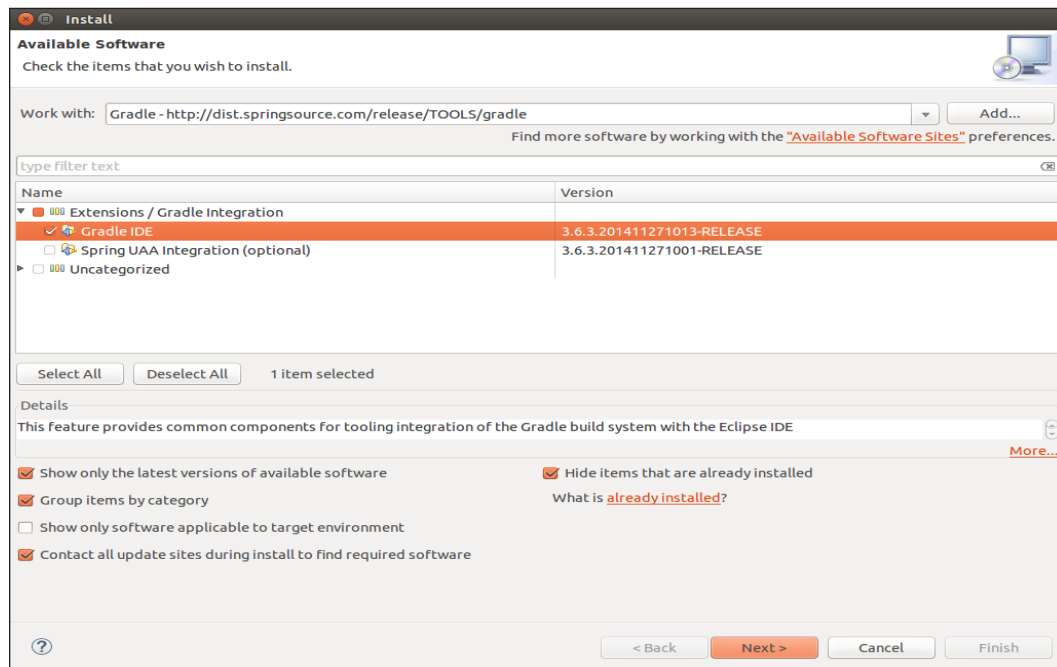 Install
Available Software
Check the items that you wish to install.
Work with: Gradle - http://dist.springsource.com/release/TOOLS/gradle Add...
Find more software by working with the "Available Software Sites" preferences.
type filter text
Name Version
Extensions / Gradle Integration
Gradle IDE 3.6.3.201411271013-RELEASE
Spring UAA Integration (optional) 3.6.3.201411271001-RELEASE
Uncategorized
Select All Deselect All 1 item selected
Details
This feature provides common components for tooling integration of the Gradle build system with the Eclipse IDE
More...
Show only the latest versions of available software Hide items that are already installed
Group items by category What is already installed?
Show only software applicable to target environment
Contact all update sites during install to find required software
? < Back Next > Cancel Finish